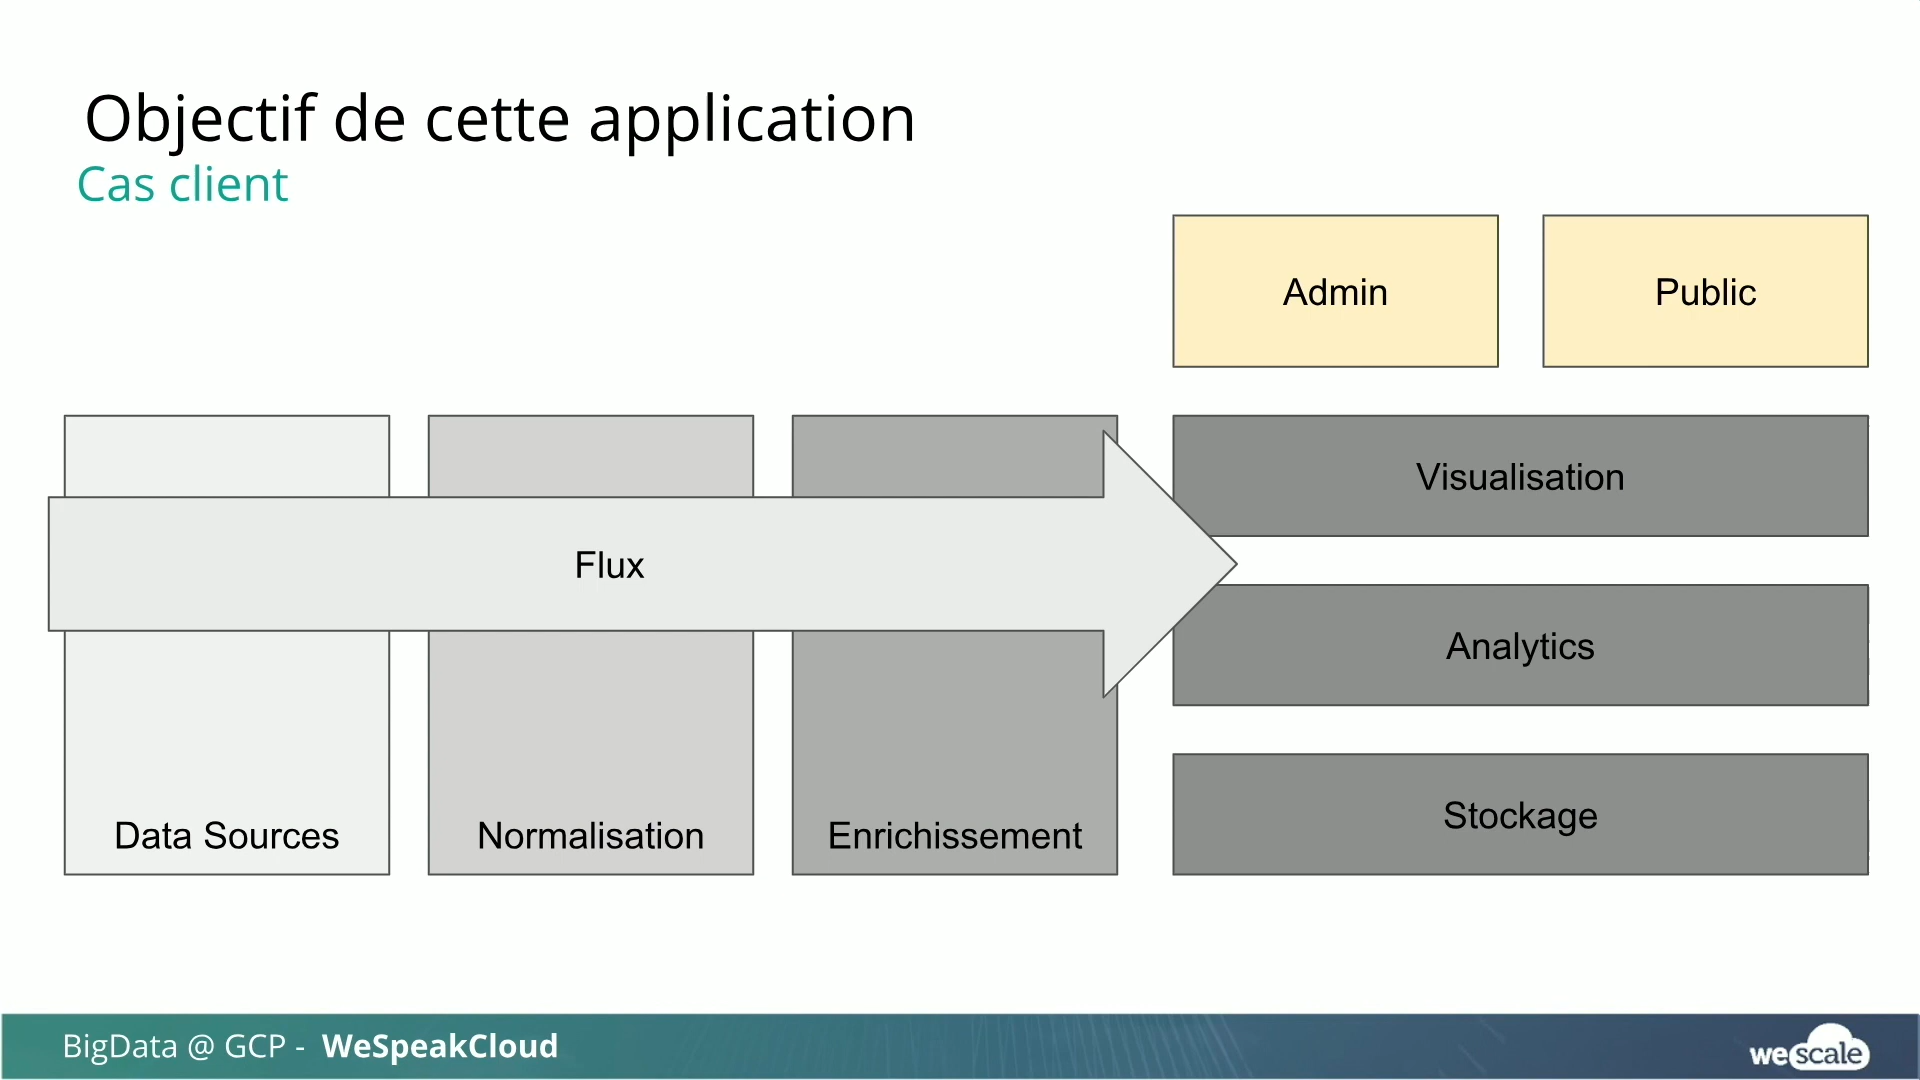 Objectif de cette application
Cas client
Admin
Public
Visualisation
Flux
Analytics
Stockage
Data Sources
Normalisation
Enrichissement
BigData @ GCP - WeSpeakCloud
wescale